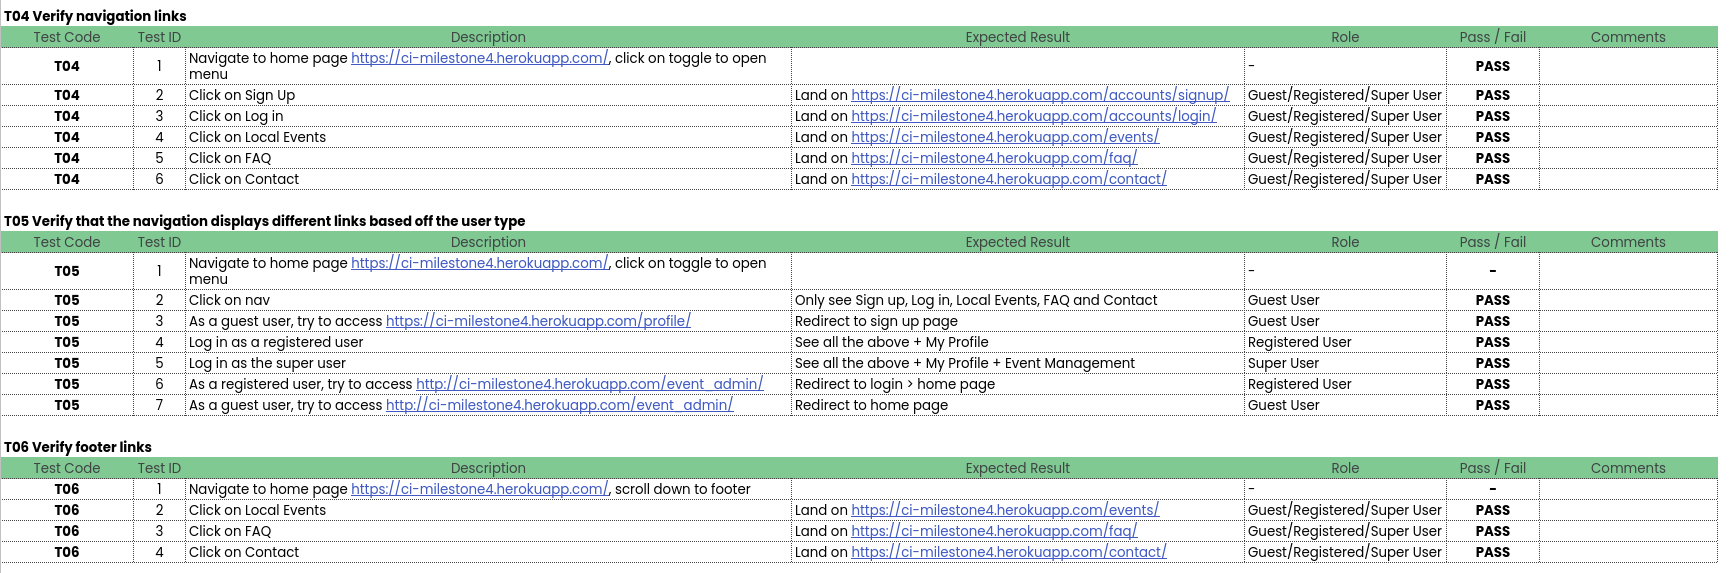 T04 Verify navigation links
Test Code Test ID Description Expected Result Role Pass / Fail Comments
T04 1 Navigate to home page https://ci-milestone4.herokuapp.com/, click on toggle to open - PASS
menu
T04 2 Click on Sign Up Land on https://ci-milestone4.herokuapp.com/accounts/signup/ Guest/Registered/Super User PASS
T04 3 Click on Log in Land on https://ci-milestone4.herokuapp.com/accounts/login/ Guest/Registered/Super User PASS
T04 4 Click on Local Events Land on https://ci-milestone4.herokuapp.com/events/ Guest/Registered/Super User PASS
T04 5 Click on FAQ Land on https://ci-milestone4.herokuapp.com/faq/ Guest/Registered/Super User PASS
T04 6 Click on Contact Land on https://ci-milestone4.herokuapp.com/contact/ Guest/Registered/Super User PASS
T05 Verify that the navigation displays different links based off the user type
Test Code Test ID Description Expected Result Role Pass / Fail Comments
T05 1 Navigate to home page https://ci-milestone4.herokuapp.com/, click on toggle to open - -
menu
T05 2 Click on nav Only see Sign up, Log in, Local Events, FAQ and Contact Guest User PASS
T05 3 As a guest user, try to access https://ci-milestone4.herokuapp.com/profile/ Redirect to sign up page Guest User PASS
T05 4 Log in as a registered user See all the above + My Profile Registered User PASS
T05 5 Log in as the super user See all the above + My Profile + Event Management Super User PASS
T05 6 As a registered user, try to access http://ci-milestone4.herokuapp.com/event_admin/ Redirect to login > home page Registered User PASS
T05 7 As a guest user, try to access http://ci-milestone4.herokuapp.com/event_admin/ Redirect to home page Guest User PASS
T06 Verify footer links
Test Code Test ID Description Expected Result Role Pass / Fail Comments
T06 1 Navigate to home page https://ci-milestone4.herokuapp.com/, scroll down to footer - -
T06 2 Click on Local Events Land on https://ci-milestone4.herokuapp.com/events/ Guest/Registered/Super User PASS
T06 3 Click on FAQ Land on https://ci-milestone4.herokuapp.com/faq/ Guest/Registered/Super User PASS
T06 4 Click on Contact Land on https://ci-milestone4.herokuapp.com/contact/ Guest/Registered/Super User PASS